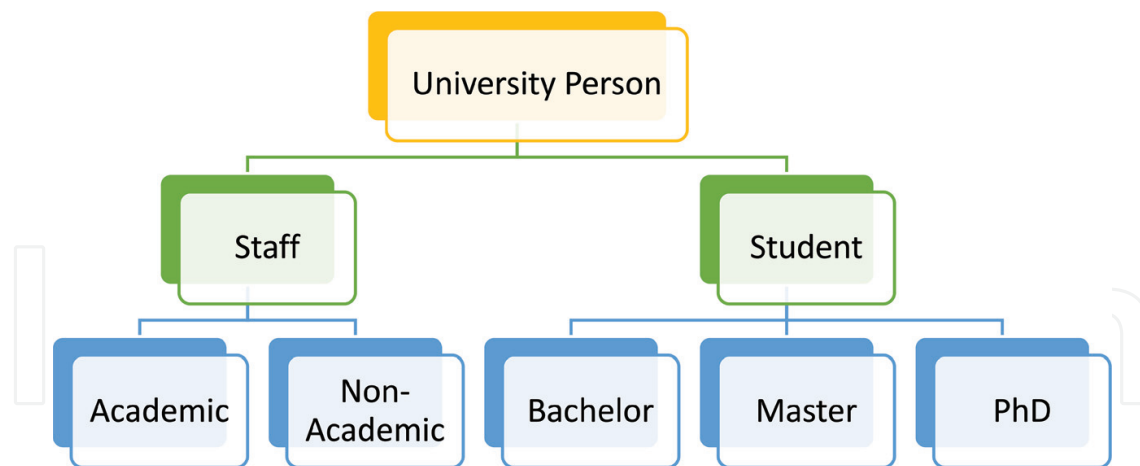 University Person
Staff
Student
Academic
Non-
Academic
Bachelor
Master
PhD